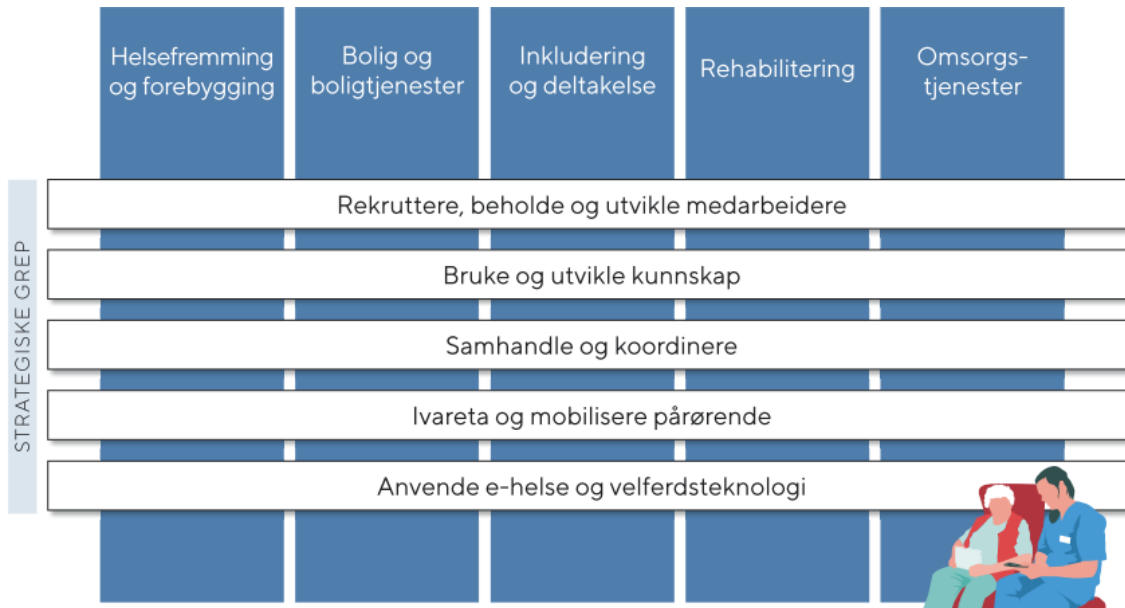 Helsefremming
og forebygging
Bolig og
boligtjenester
Inkludering
og deltakelse
Rehabilitering
Omsorgs-
tjenester
STRATEGISKE GREP
Rekruttere, beholde og utvikle medarbeidere
Bruke og utvikle kunnskap
Samhandle og koordinere
Ivareta og mobilisere pårørende
Anvende e-helse og velferdsteknologi